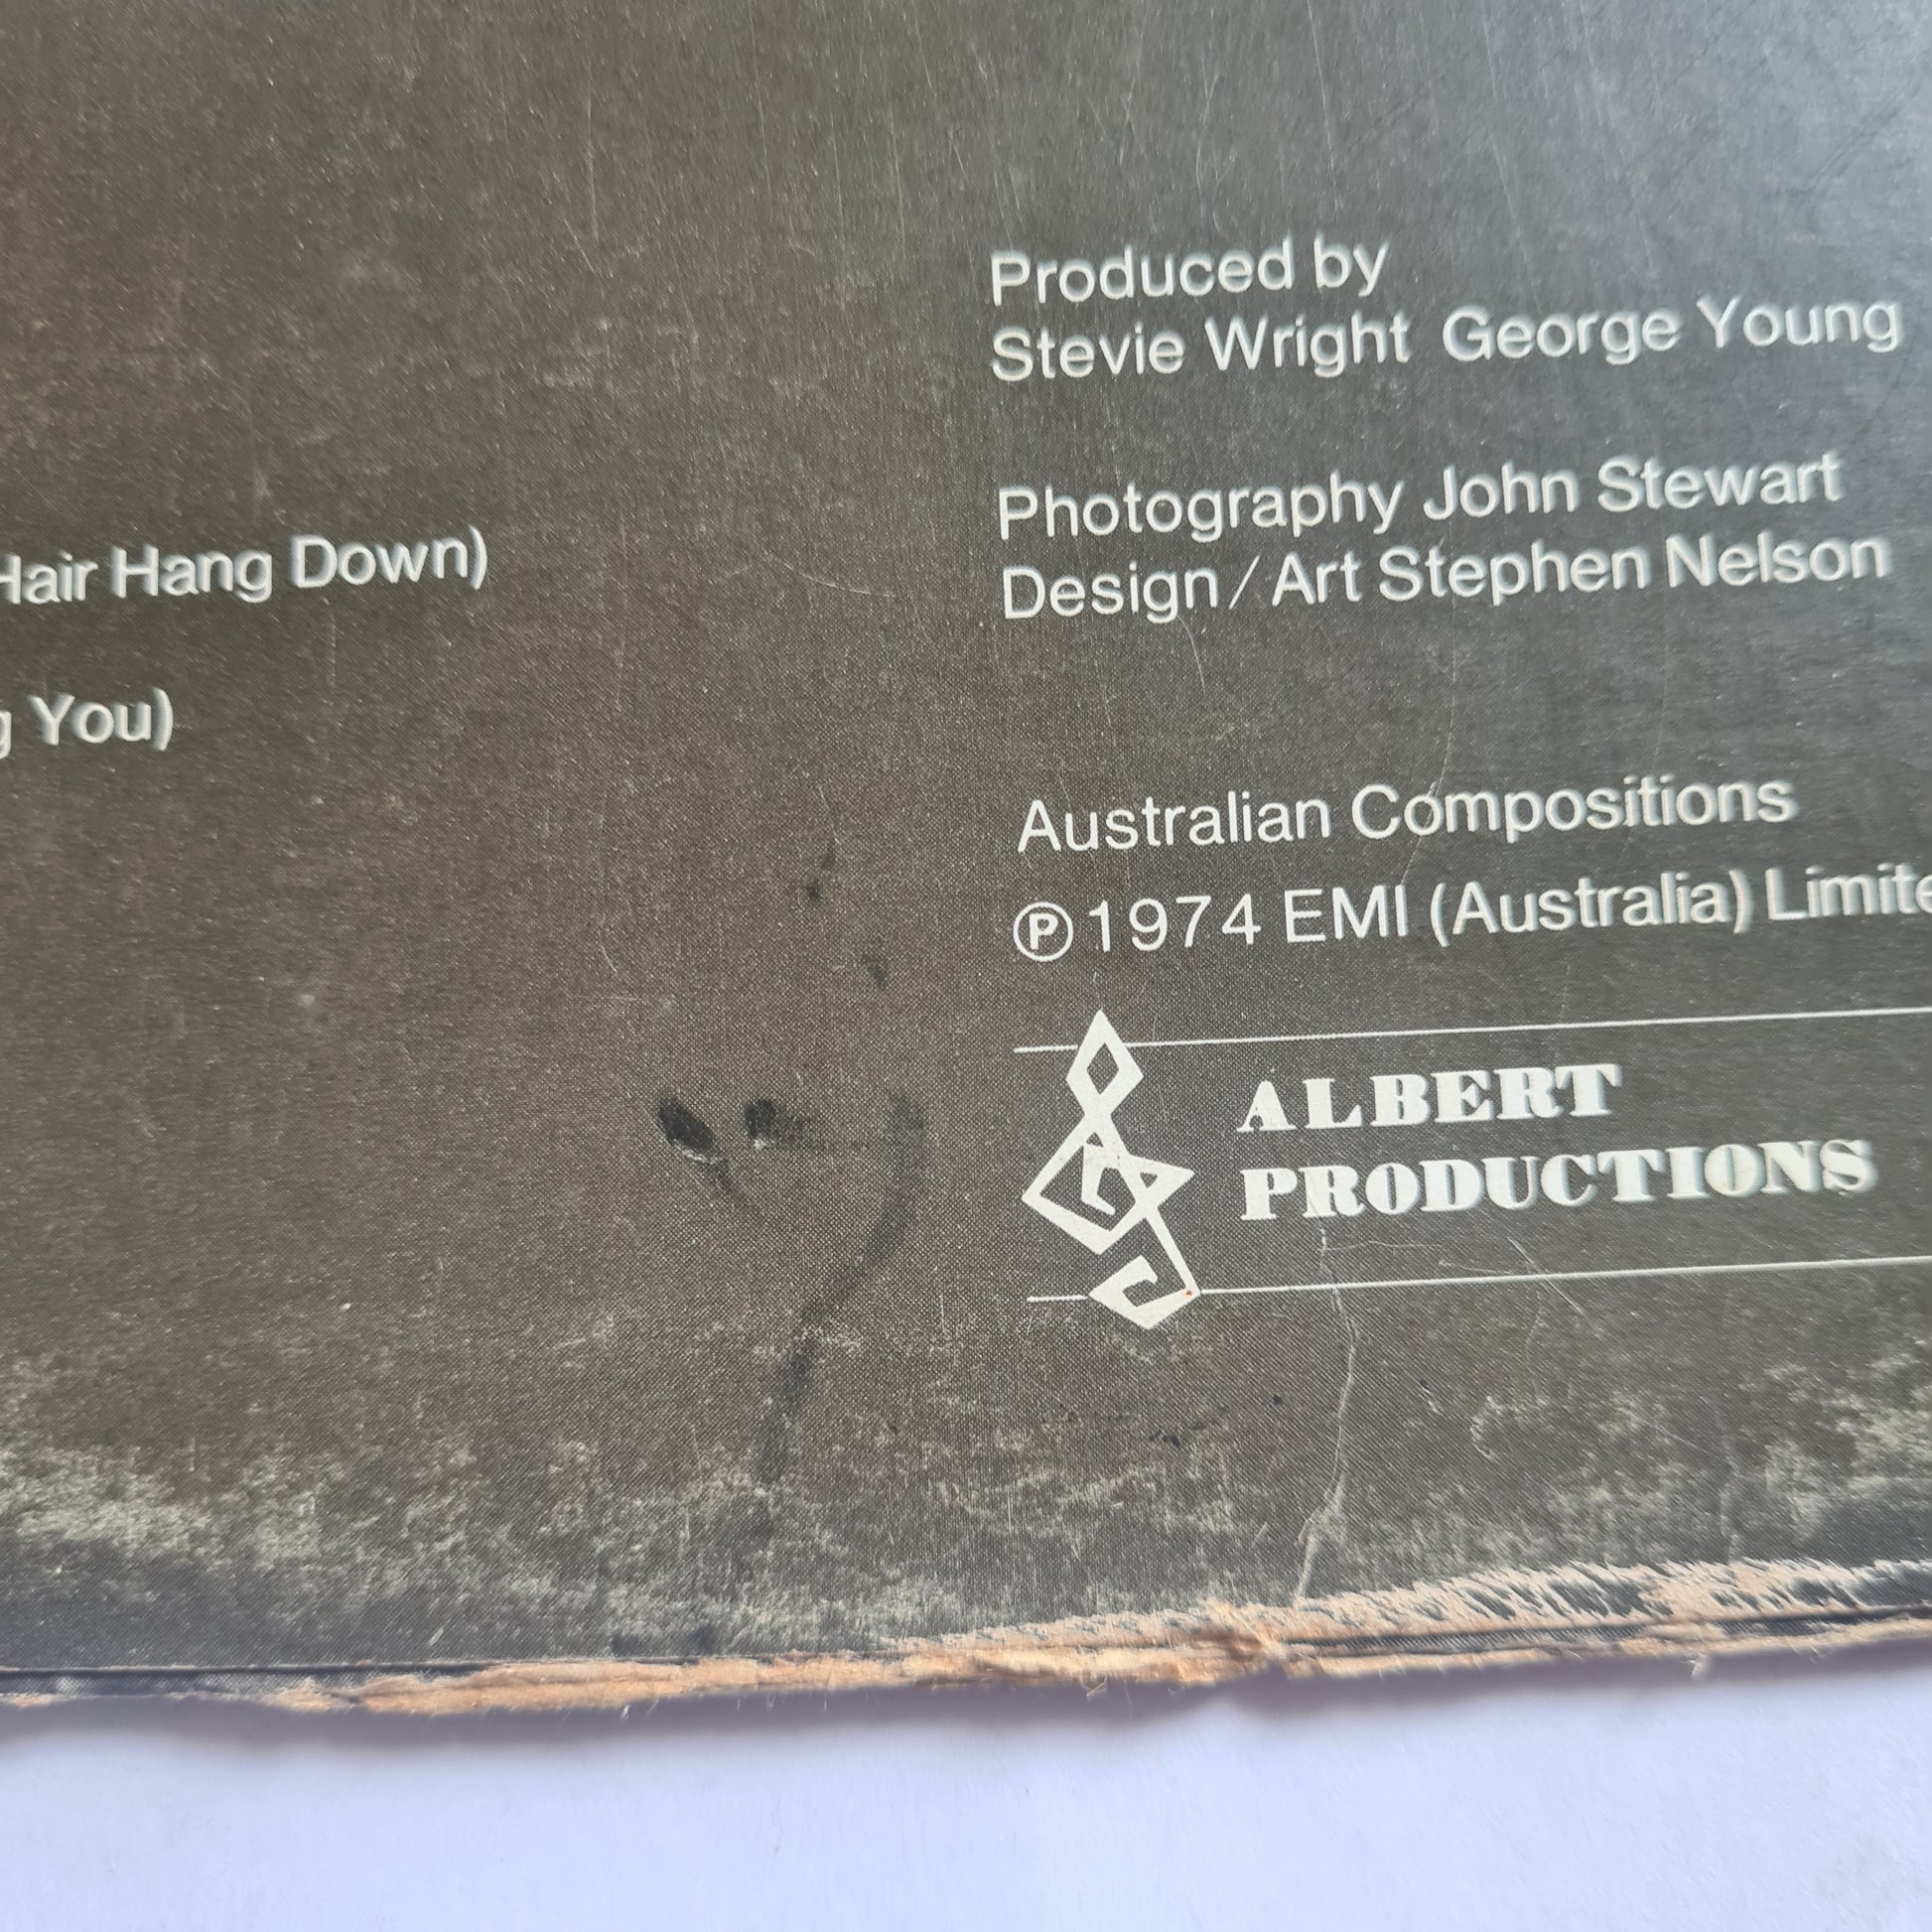 Hair Hang Down)
g You)
Produced by
Stevie Wright George Young
Photography John Stewart
Design / Art Stephen Nelson
Australian Compositions
℗ 1974 EMI (Australia) Limite
ALBERT
PRODUCTIONS